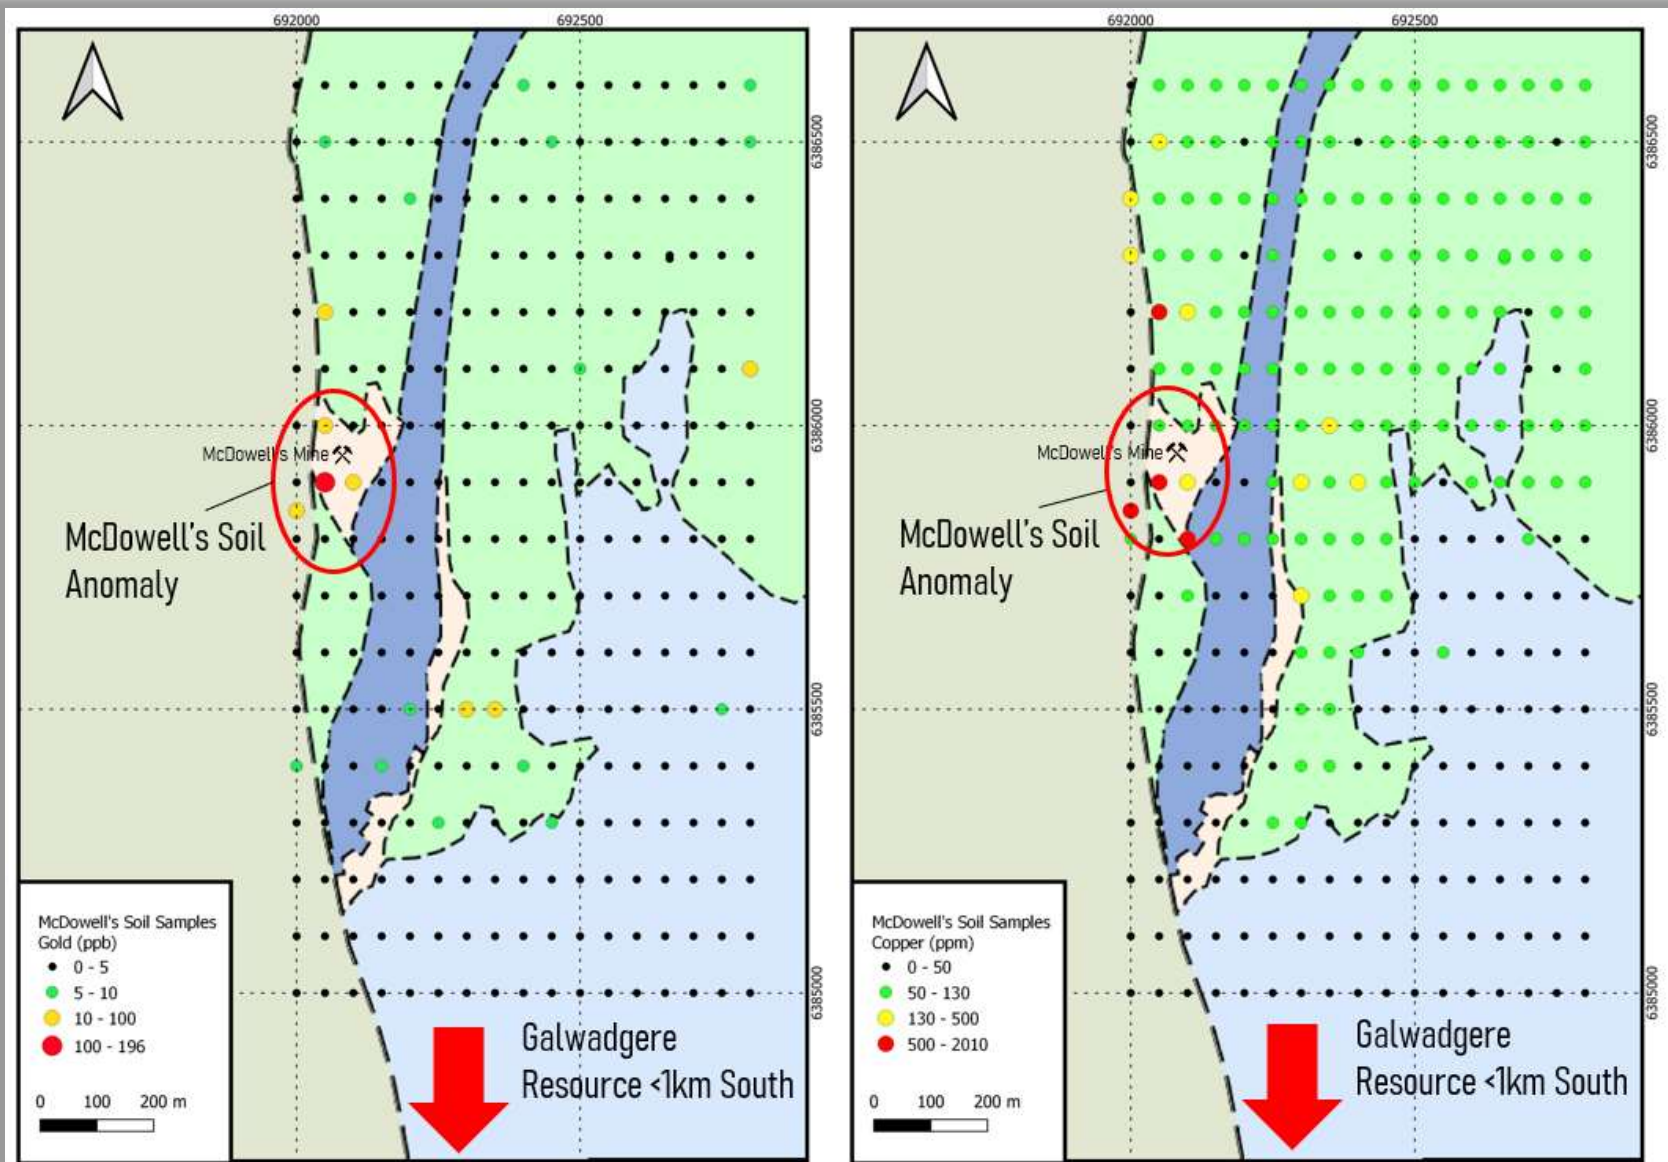 692000
692500
6386500
6386000
6385500
6385000
McDowell's Mine
McDowell's Soil
Anomaly
McDowell's Soil Samples
Gold (ppb)
0 - 5
5 - 10
10 - 100
100 - 196
0 100 200 m
Galwadgere
Resource <1km South
692000
692500
6386500
6386000
6385500
6385000
McDowell's Mine
McDowell's Soil
Anomaly
McDowell's Soil Samples
Copper (ppm)
0 - 50
50 - 130
130 - 500
500 - 2010
0 100 200 m
Galwadgere
Resource <1km South